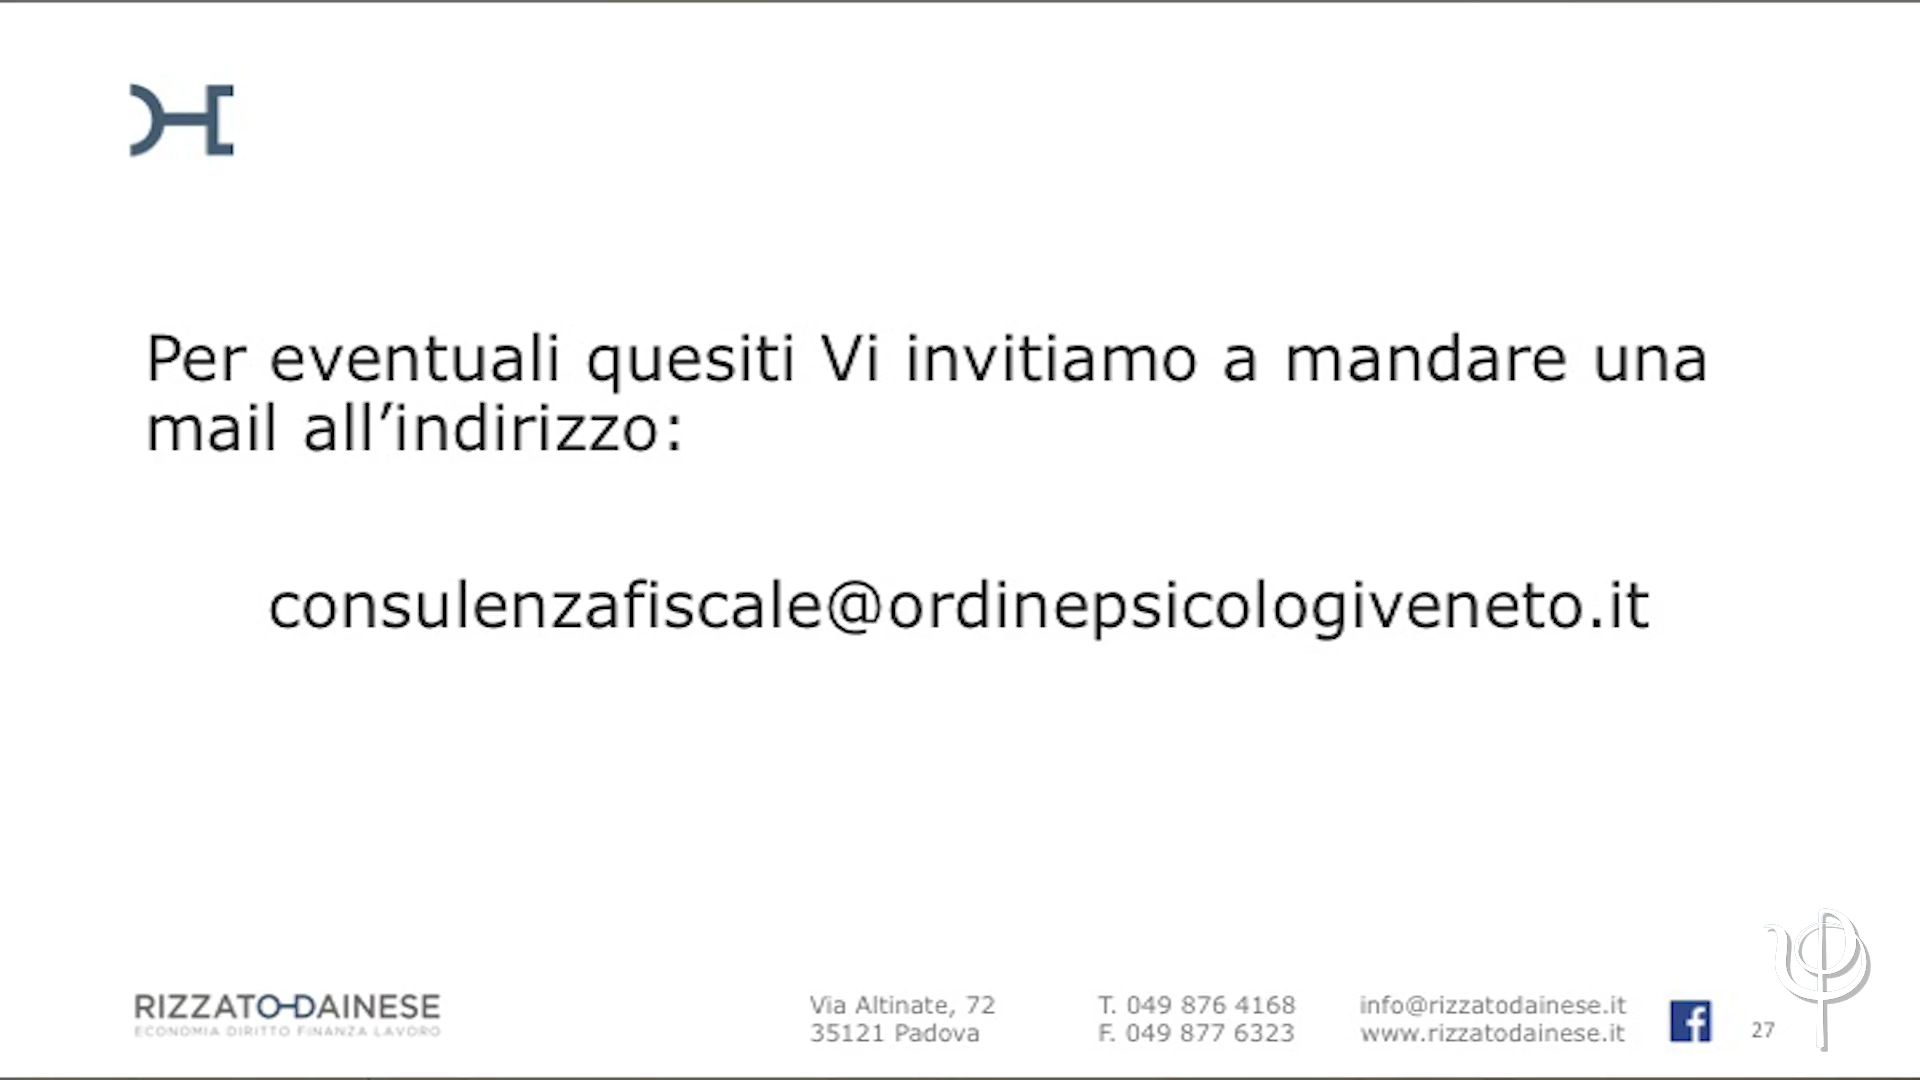 Per eventuali quesiti Vi invitiamo a mandare una
mail all’indirizzo:
consulenzafiscale@ordinepsicologiveneto.it
RIZZATO DAINESE
ECONOMIA DIRITTO FINANZA LAVORO
Via Altinate, 72
35121 Padova
T. 049 876 4168
F. 049 877 6323
info@rizzatodainese.it
www.rizzatodainese.it
27